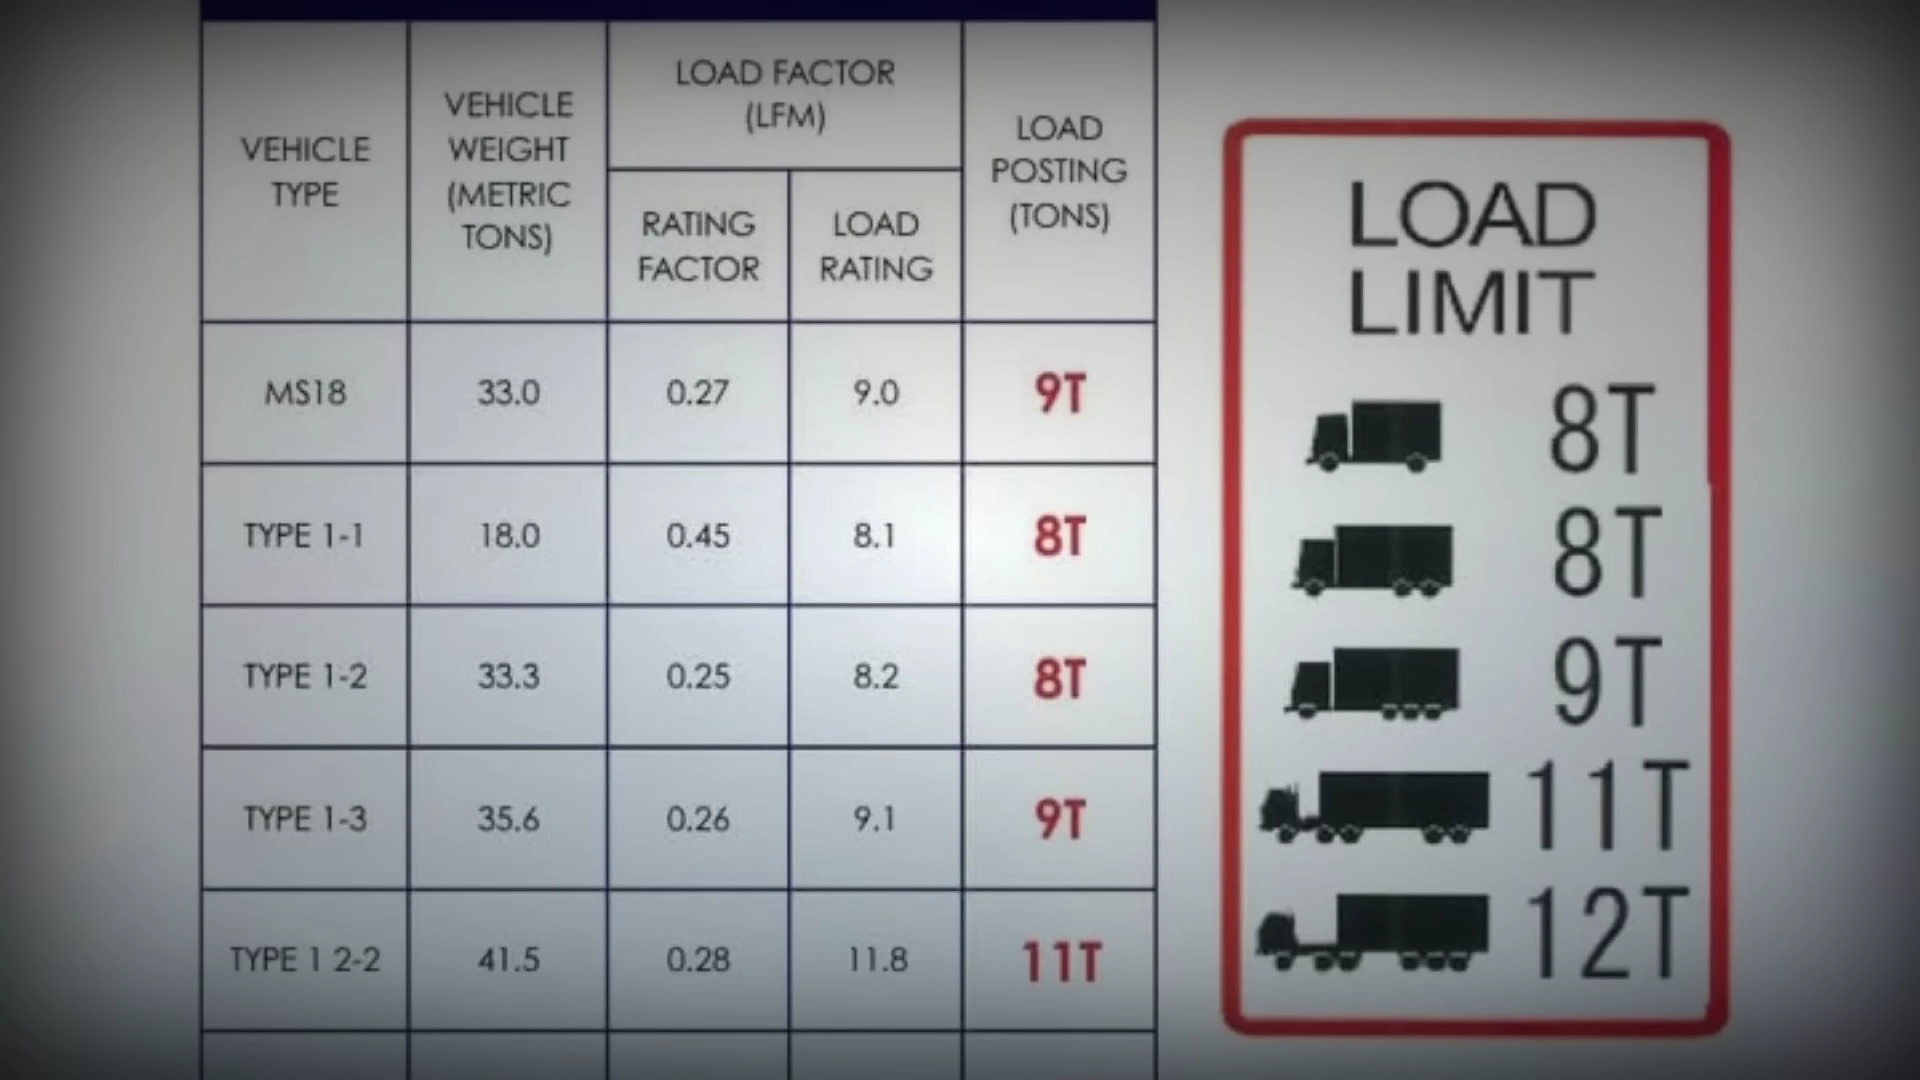 VEHICLE
TYPE
VEHICLE
WEIGHT
(METRIC
TONS)
LOAD FACTOR
(LFM)
RATING
FACTOR
LOAD
RATING
LOAD
POSTING
(TONS)
MS18 33.0 0.27 9.0 9T
TYPE 1-1 18.0 0.45 8.1 8T
TYPE 1-2 33.3 0.25 8.2 8T
TYPE 1-3 35.6 0.26 9.1 9T
TYPE 1 2-2 41.5 0.28 11.8 11T
LOAD
LIMIT
8T
8T
9T
11T
12T